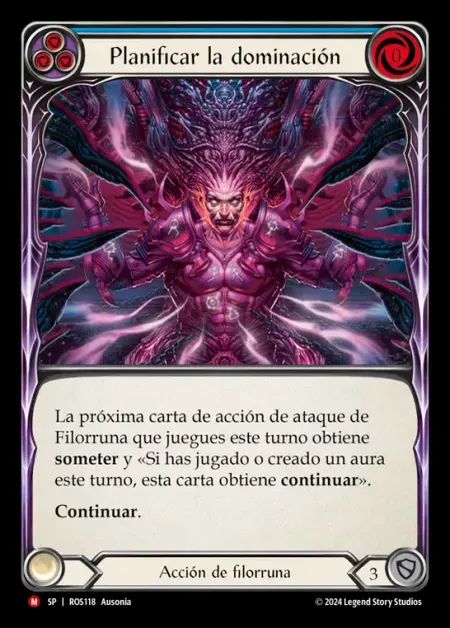 Planificar la dominación
0
La próxima carta de acción de ataque de
Filorruna que juegues este turno obtiene
someter y «Si has jugado o creado un aura
este turno, esta carta obtiene continuar».
Continuar.
Acción de filorruna
3
M SP | ROS118 Ausonia
© 2024 Legend Story Studios